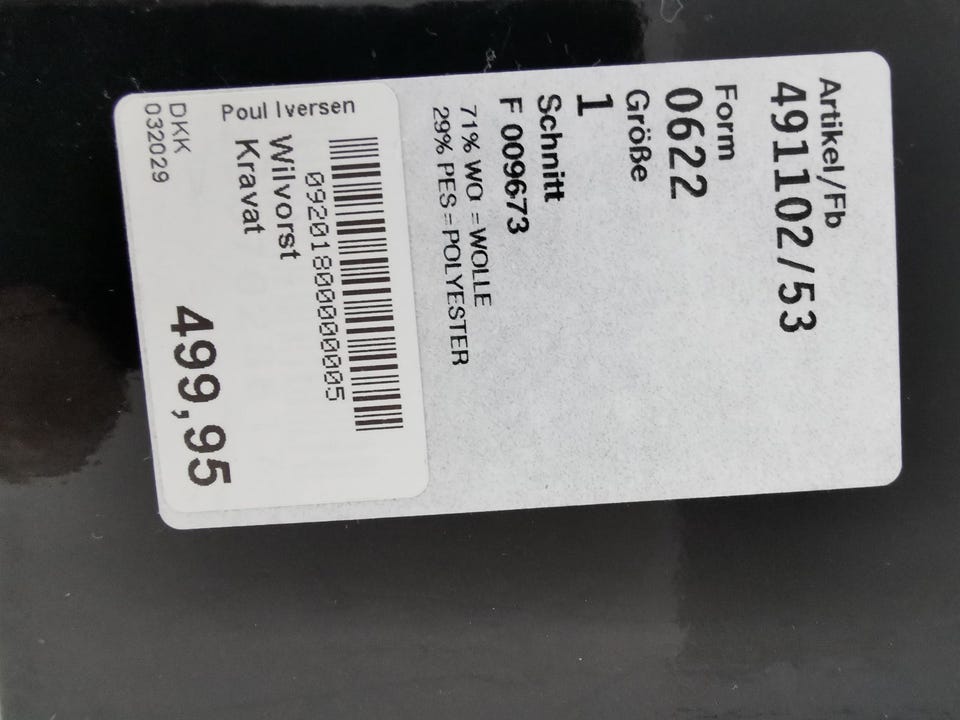 Artikel/Fb
491102/53
Form
0622
Größe
1
Schnitt
F 009673
71% WO =WOLLE
29% PES=POLYESTER
Poul Iversen
0920180000005
Wilvorst
Kravat
499,95
DKK
032029